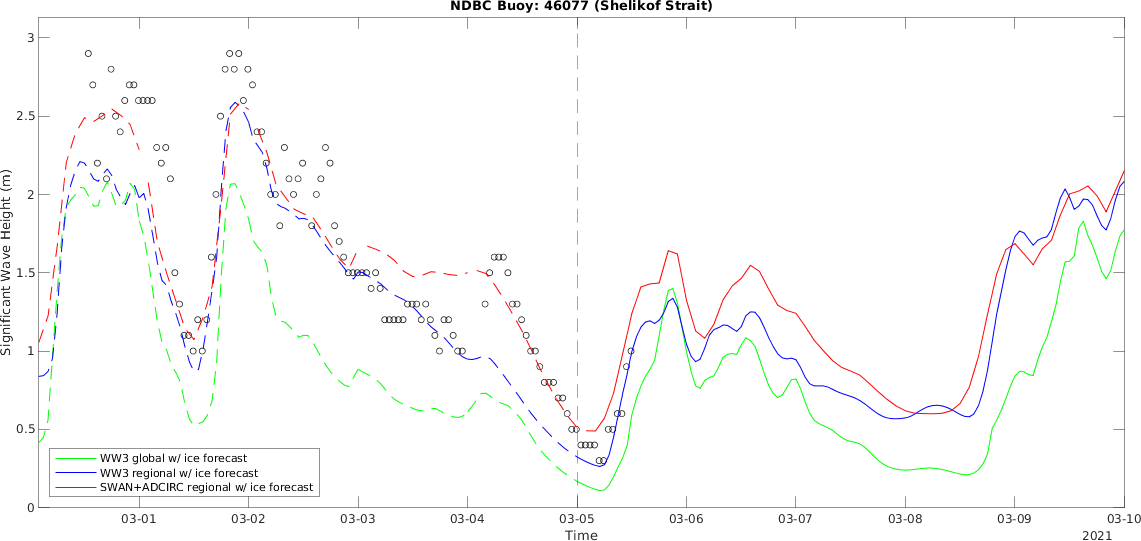 NDBC Buoy: 46077 (Shelikof Strait)
3
2.5
2
1.5
1
0.5
0
Significant Wave Height (m)
WW3 global w/ ice forecast
WW3 regional w/ ice forecast
SWAN+ADCIRC regional w/ ice forecast
03-01 03-02 03-03 03-04 03-05 03-06 03-07 03-08 03-09 03-10
Time
2021